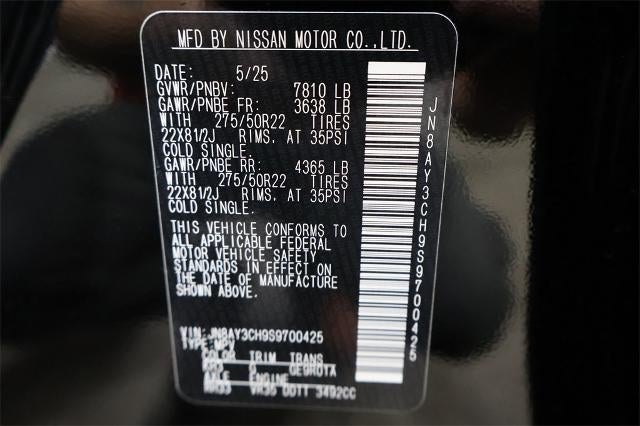 MFD BY NISSAN MOTOR CO.,LTD.
DATE: 5/25
GVWR/PNBV: 7810 LB
GAWR/PNBE FR: 3638 LB
WITH 275/50R22 TIRES
22X81/2J RIMS, AT 35PSI
COLD SINGLE.
GAWR/PNBE RR: 4365 LB
WITH 275/50R22 TIRES
22X81/2J RIMS, AT 35PSI
COLD SINGLE.
THIS VEHICLE CONFORMS TO
ALL APPLICABLE FEDERAL
MOTOR VEHICLE SAFETY
STANDARDS IN EFFECT ON
THE DATE OF MANUFACTURE
SHOWN ABOVE.
VIN: JN8AY3CH9S9700425
TYPE: MPV
COLOR TRIM TRANS
G RE9R07A
AXLE ENGINE
VR35 DDTT 3492CC
JN8AY3CH9S9700425